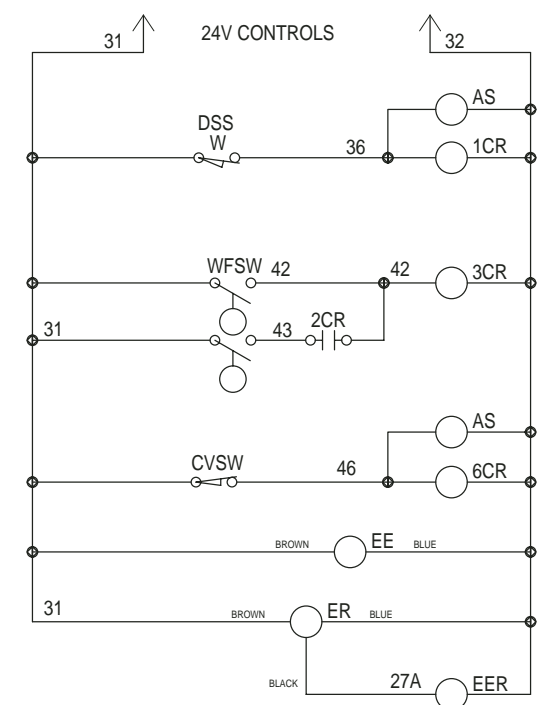 31 24V CONTROLS 32
AS
DSS
W
36 1CR
WFSW 42 42 3CR
31 43 2CR
AS
CVSW 46 6CR
BROWN EE BLUE
31 BROWN ER BLUE
BLACK 27A EER